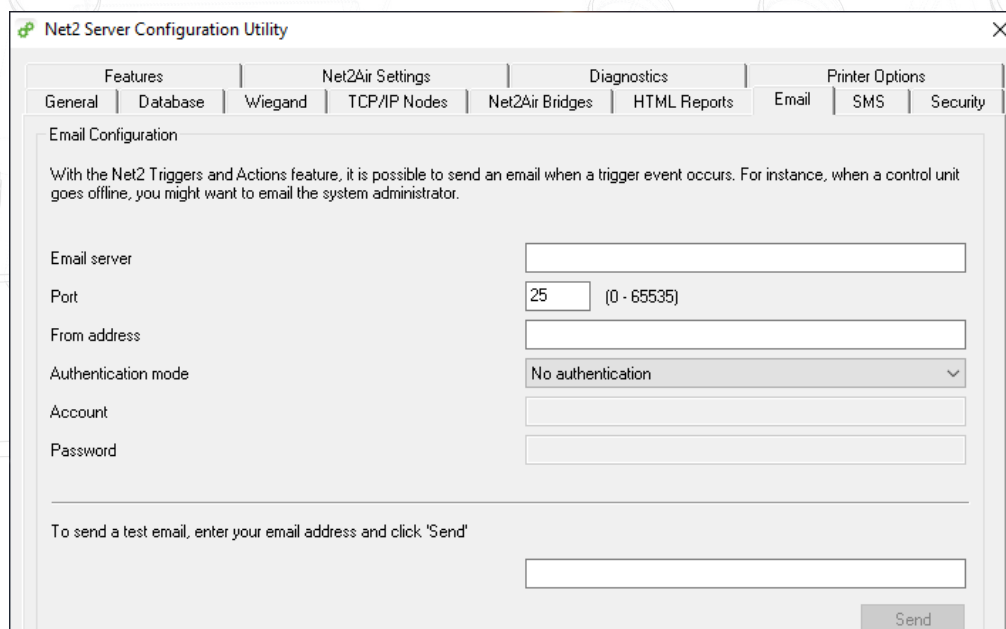 Net2 Server Configuration Utility
Features Net2Air Settings Diagnostics Printer Options
General Database Wiegand TCP/IP Nodes Net2Air Bridges HTML Reports Email SMS Security
Email Configuration
With the Net2 Triggers and Actions feature, it is possible to send an email when a trigger event occurs. For instance, when a control unit
goes offline, you might want to email the system administrator.
Email server
Port 25 (0 - 65535)
From address
Authentication mode No authentication
Account
Password
To send a test email, enter your email address and click 'Send'
Send